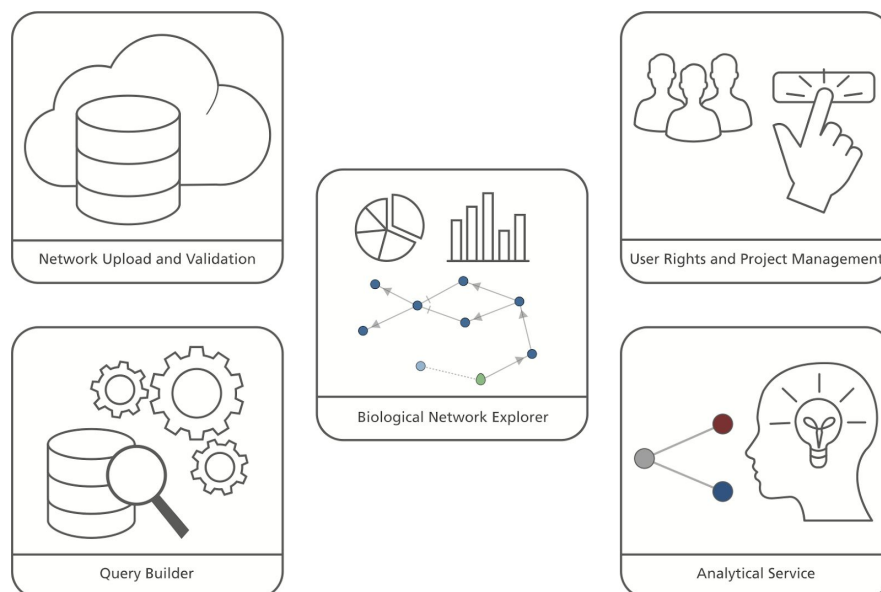 Network Upload and Validation
User Rights and Project Management
Biological Network Explorer
Query Builder
Analytical Service